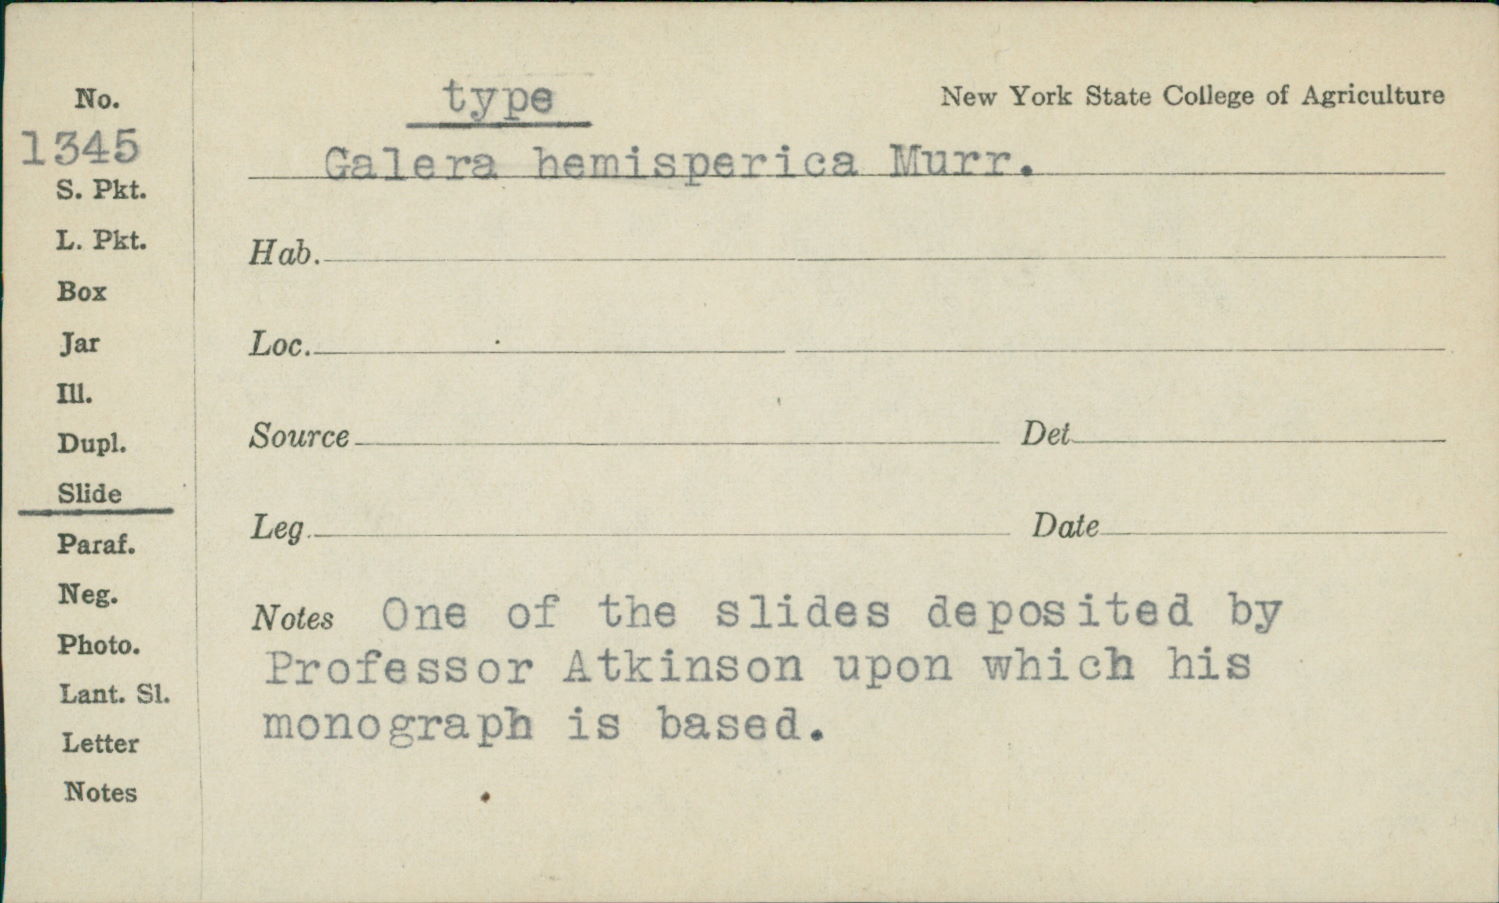 No.
1345
S. Pkt.
L. Pkt.
Box
Jar
Ill.
Dupl.
Slide
Paraf.
Neg.
Photo.
Lant. Sl.
Letter
Notes
type
New York State College of Agriculture
Galera hemisperica Murr.
Hab.
Loc.
Source Det
Leg. Date
Notes One of the slides deposited by
Professor Atkinson upon which his
monograph is based.